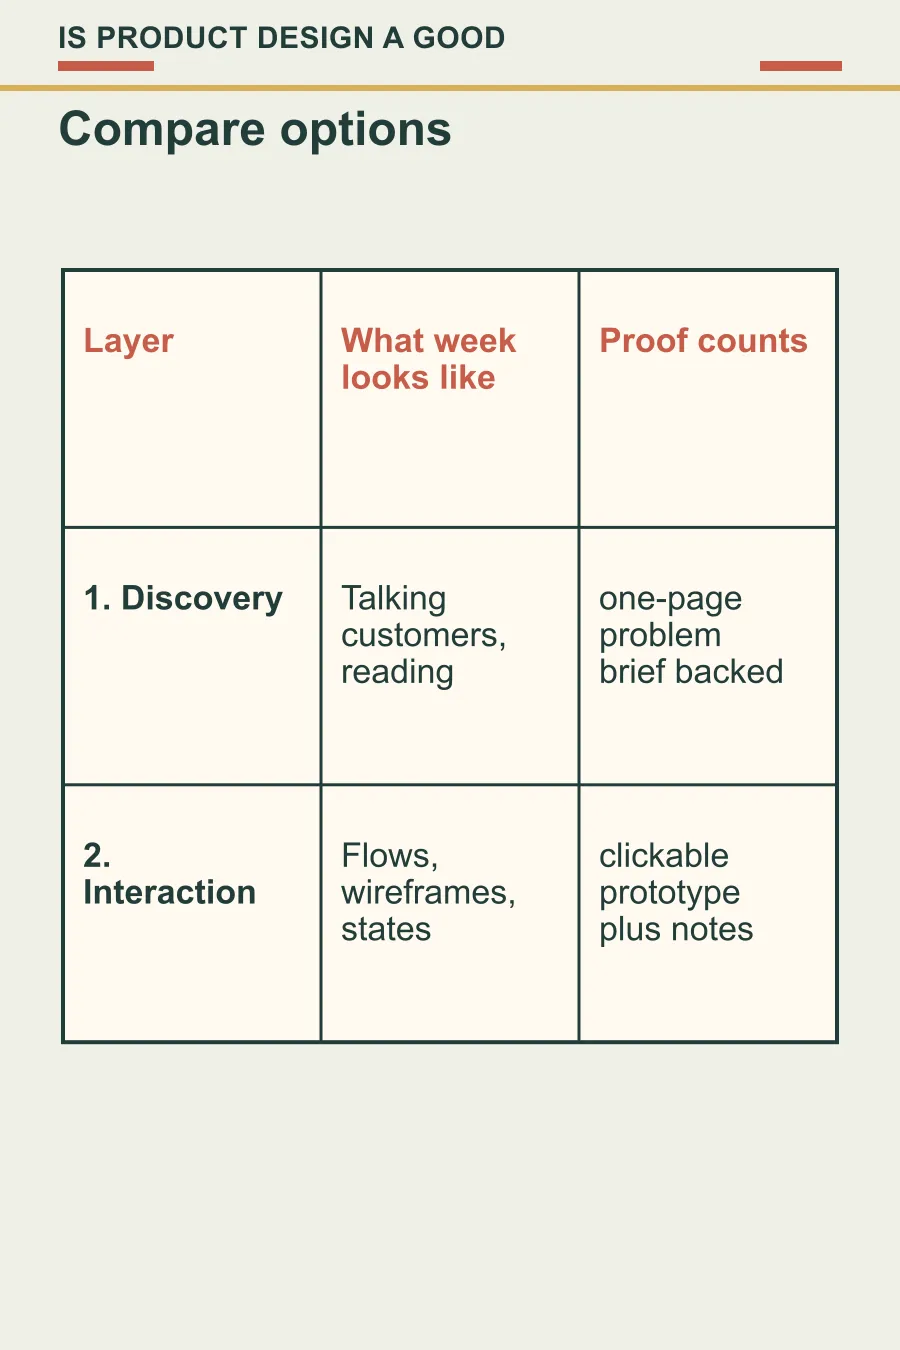 IS PRODUCT DESIGN A GOOD
Compare options
Layer
What week
looks like
Proof counts
1. Discovery
Talking
customers,
reading
one-page
problem
brief backed
2.
Interaction
Flows,
wireframes,
states
clickable
prototype
plus notes